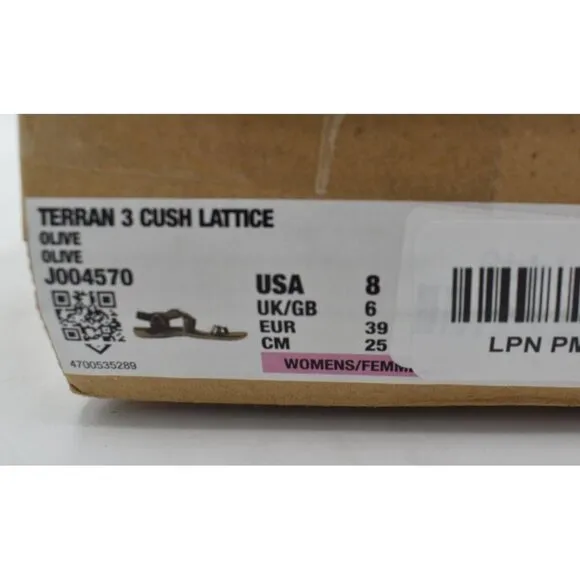 TERRAN 3 CUSH LATTICE
OLIVE
OLIVE
J004570
4700535289
USA 8
UK/GB 6
EUR 39
CM 25
WOMENS/FEMME
LPN PM